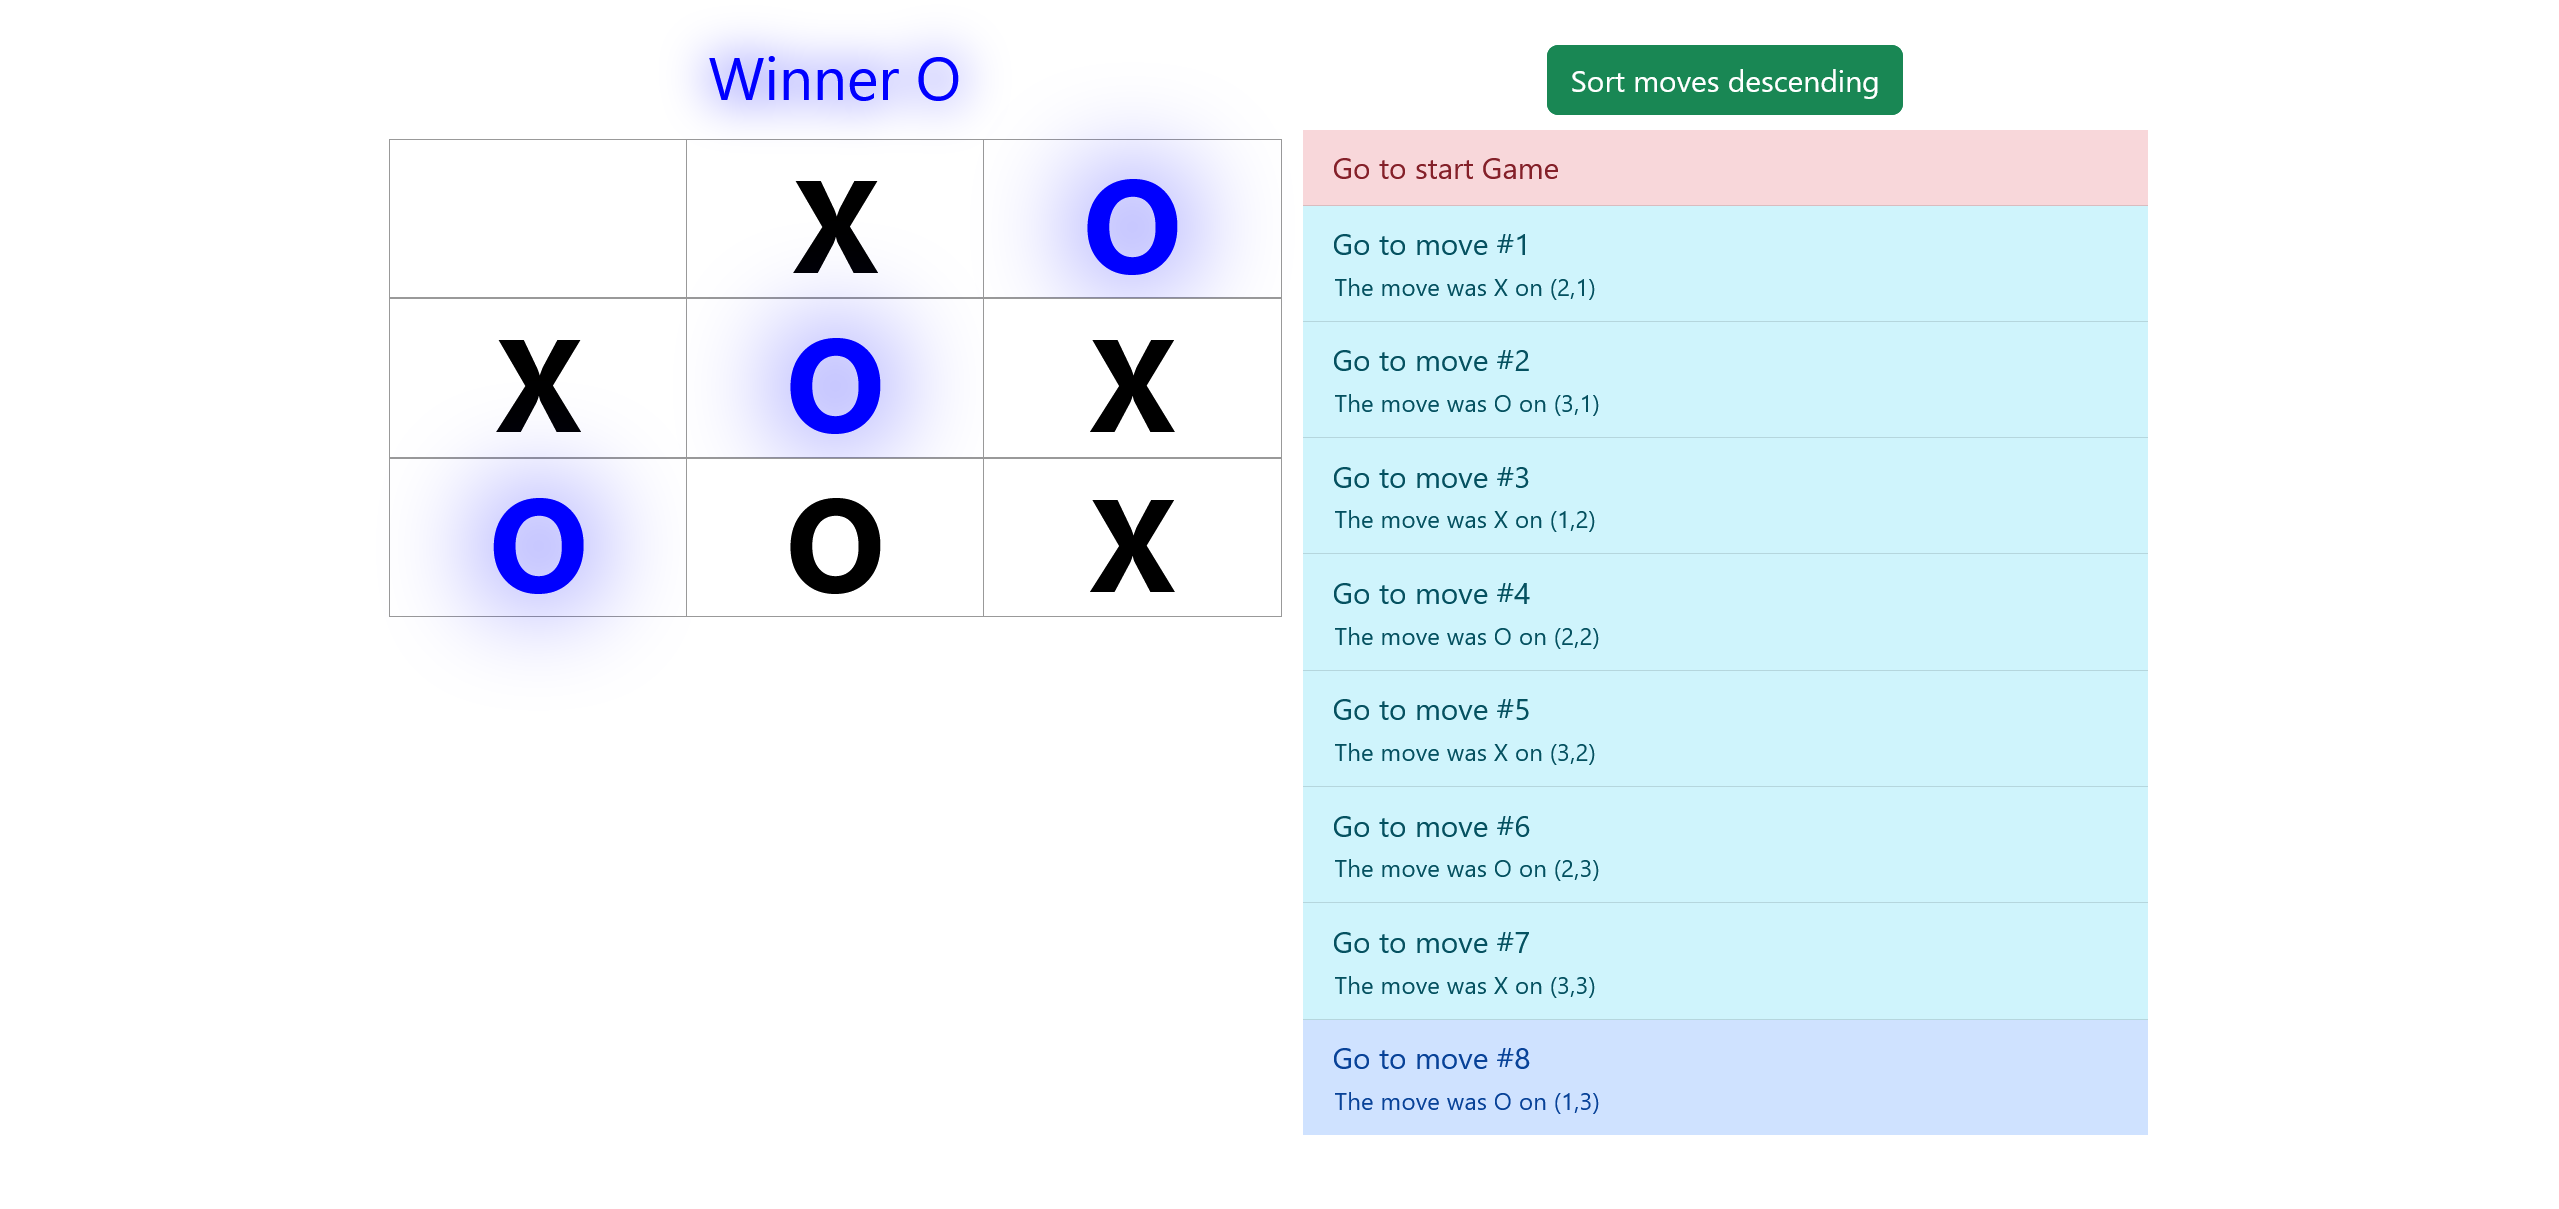 Winner O
X O
X O X
O O X
Sort moves descending
Go to start Game
Go to move #1
The move was X on (2,1)
Go to move #2
The move was O on (3,1)
Go to move #3
The move was X on (1,2)
Go to move #4
The move was O on (2,2)
Go to move #5
The move was X on (3,2)
Go to move #6
The move was O on (2,3)
Go to move #7
The move was X on (3,3)
Go to move #8
The move was O on (1,3)